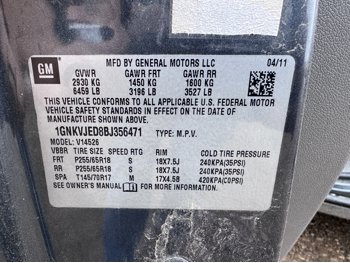 MFD BY GENERAL MOTORS LLC 04/11
GM
GVWR GAWR FRT GAWR RR
2930 KG 1450 KG 1600 KG
6459 LB 3196 LB 3527 LB
THIS VEHICLE CONFORMS TO ALL APPLICABLE U.S. FEDERAL MOTOR
VEHICLE SAFETY STANDARDS IN EFFECT ON THE DATE OF
MANUFACTURE SHOWN ABOVE.
1GNKVJED8BJ356471 TYPE: M.P.V.
V14526
VBBR TIRE SIZE SPEED RTG RIM COLD TIRE PRESSURE
FRT P255/65R18 S 18X7.5J 240KPA(35PSI)
RR P255/65R18 S 18X7.5J 240KPA(35PSI)
SPA T145/70R17 M 17X4.5B 420KPA(60PSI)
SEE OWNER'S MANUAL FOR ADDITIONAL INFORMATION.